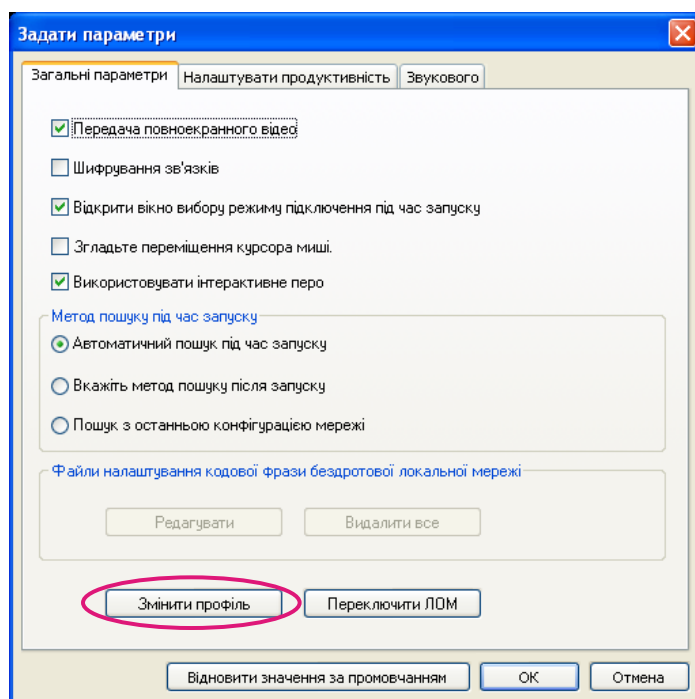 Задати параметри
Загальні параметри Налаштувати продуктивність Звукового
Передача повноекранного відео
Шифрування зв'язків
Відкрити вікно вибору режиму підключення під час запуску
Згладьте переміщення курсора миші.
Використовувати інтерактивне перо
Метод пошуку під час запуску
Автоматичний пошук під час запуску
Вкажіть метод пошуку після запуску
Пошук з останньою конфігурацією мережі
Файли налаштування кодової фрази бездротової локальної мережі
Редагувати Видалити все
Змінити профіль Переключити ЛОМ
Відновити значення за промовчанням OK Отмена